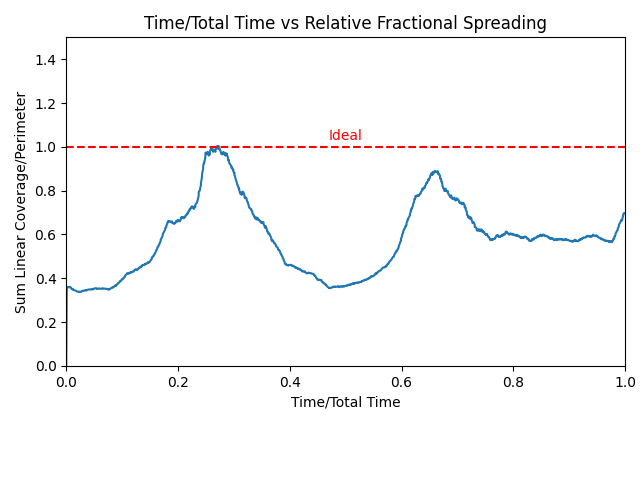 Time/Total Time vs Relative Fractional Spreading
Sum Linear Coverage/Perimeter
1.4
1.2
1.0
0.8
0.6
0.4
0.2
0.0
Ideal
0.0 0.2 0.4 0.6 0.8 1.0
Time/Total Time